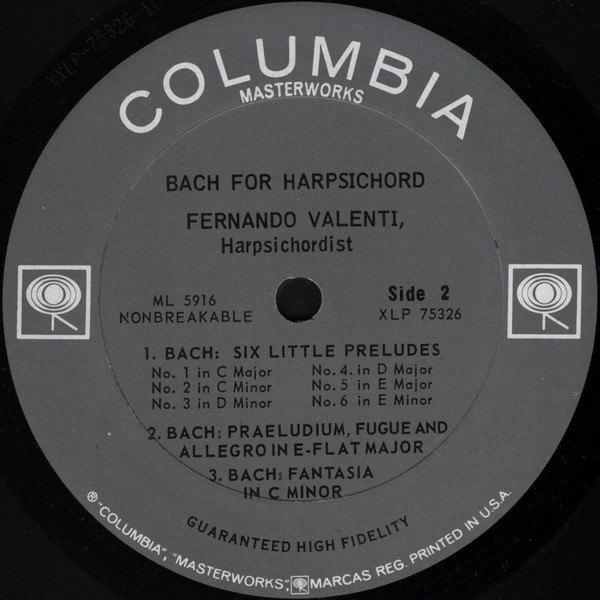 XXLP-75326-1C
COLUMBIA
MASTERWORKS
BACH FOR HARPSICHORD
FERNANDO VALENTI,
Harpsichordist
ML 5916
NONBREAKABLE
Side 2
XLP 75326
1. BACH: SIX LITTLE PRELUDES
No. 1 in C Major No. 4. in D Major
No. 2 in C Minor No. 5 in E Major
No. 3 in D Minor No. 6 in E Minor
2. BACH: PRAELUDIUM, FUGUE AND
ALLEGRO IN E-FLAT MAJOR
3. BACH: FANTASIA
IN C MINOR
GUARANTEED HIGH FIDELITY
® "COLUMBIA", "MASTERWORKS", MARCAS REG. PRINTED IN U.S.A.